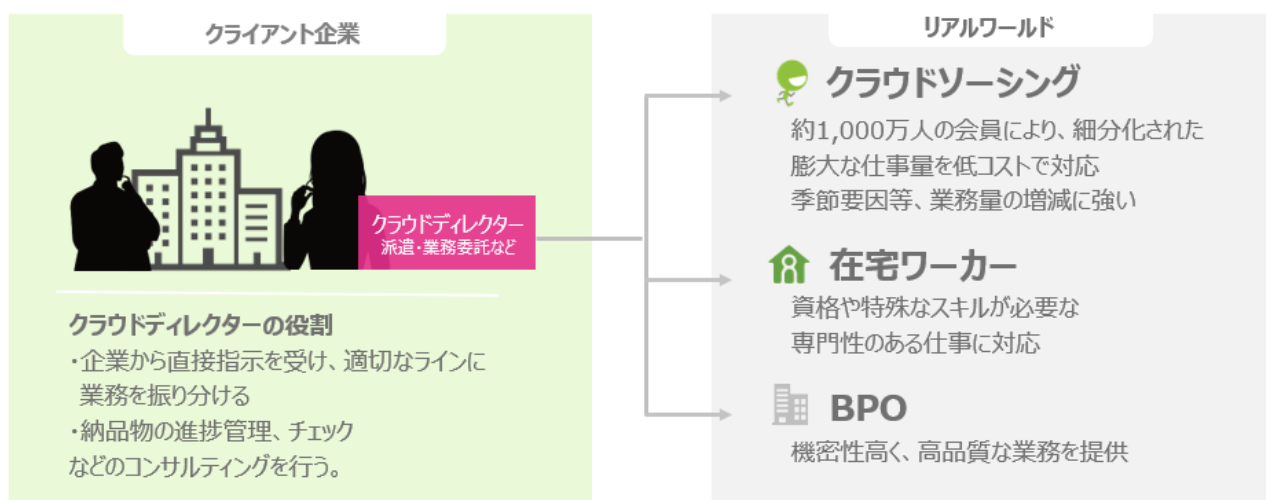 クライアント企業
クラウドディレクター
派遣・業務委託など
クラウドディレクターの役割
・企業から直接指示を受け、適切なラインに
業務を振り分ける
・納品物の進捗管理、チェック
などのコンサルティングを行う。
リアルワールド
クラウドソーシング
約1,000万人の会員により、細分化された
膨大な仕事量を低コストで対応
季節要因等、業務量の増減に強い
在宅ワーカー
資格や特殊なスキルが必要な
専門性のある仕事に対応
BPO
機密性高く、高品質な業務を提供